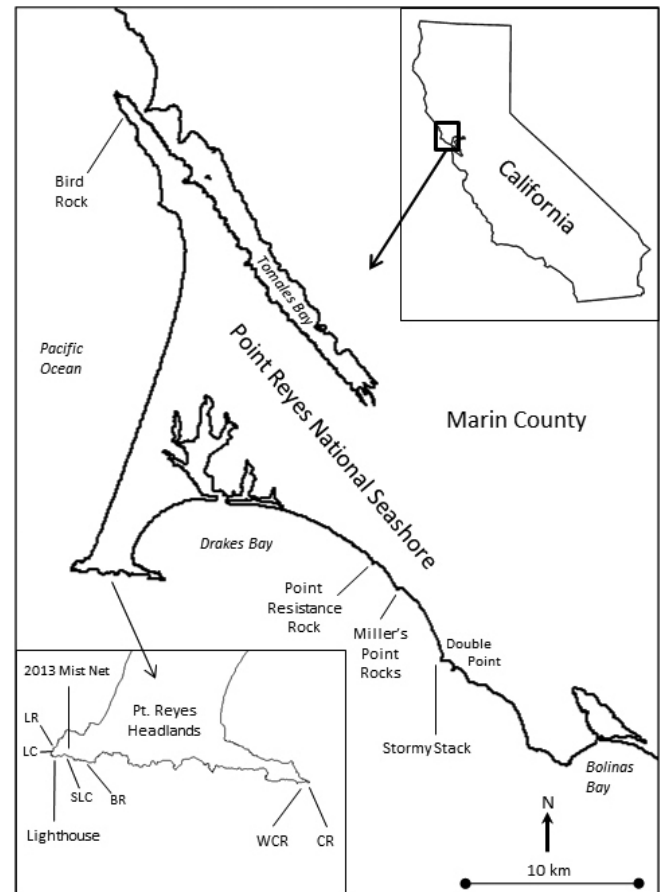 Bird
Rock
California
Tomales Bay
Pacific
Ocean
Point Reyes National Seashore
Marin County
Drakes Bay
Point
Resistance
Rock
Miller's
Point
Rocks
Double
Point
Stormy Stack
Bolinas
Bay
N
10 km
2013 Mist Net
LR
LC
SLC
BR
Lighthouse
Pt. Reyes
Headlands
WCR
CR